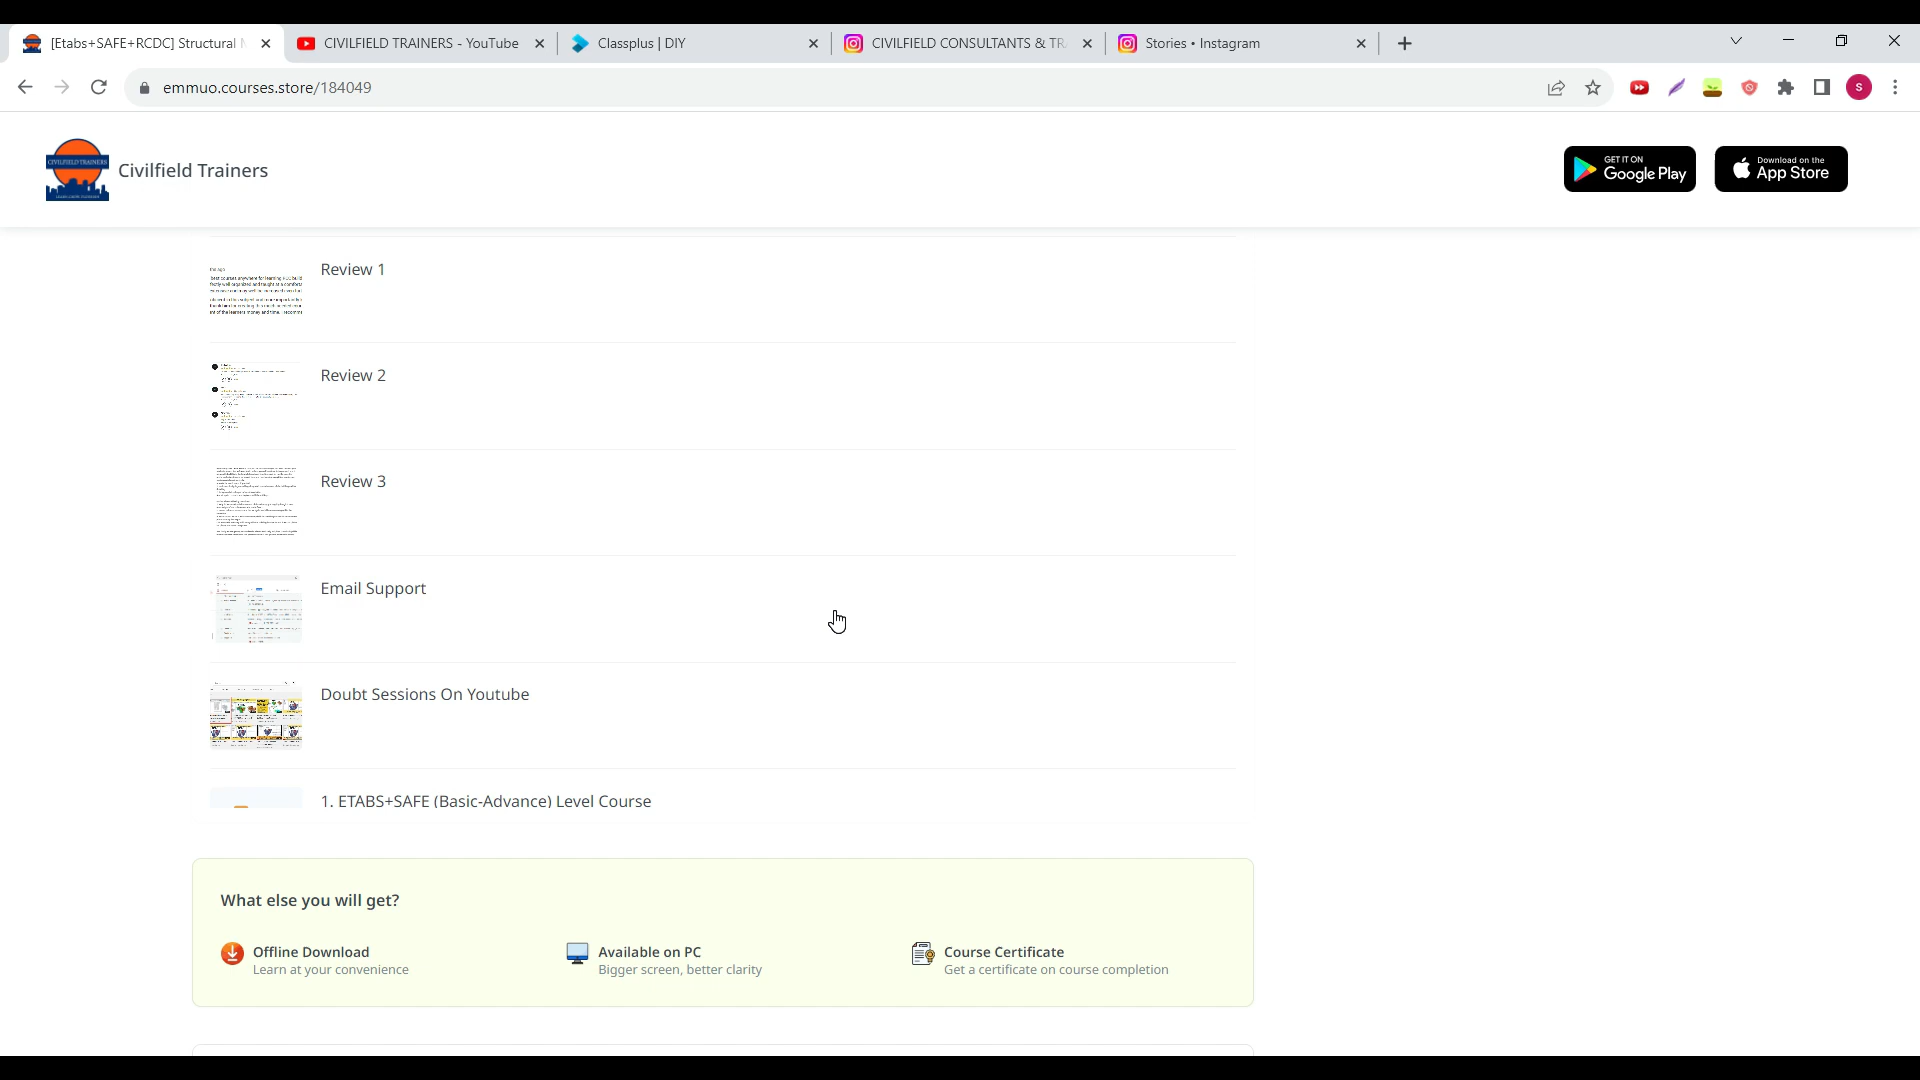 [Etabs+SAFE+RCDC] Structural
CIVILFIELD TRAINERS - YouTube
Classplus | DIY
CIVILFIELD CONSULTANTS & TR
Stories • Instagram
emmuo.courses.store/184049
S
CIVILFIELD TRAINERS
Civilfield Trainers
GET IT ON
Google Play
Download on the
App Store
Review 1
Review 2
Review 3
Email Support
Doubt Sessions On Youtube
1. ETABS+SAFE (Basic-Advance) Level Course
What else you will get?
Offline Download
Learn at your convenience
Available on PC
Bigger screen, better clarity
Course Certificate
Get a certificate on course completion